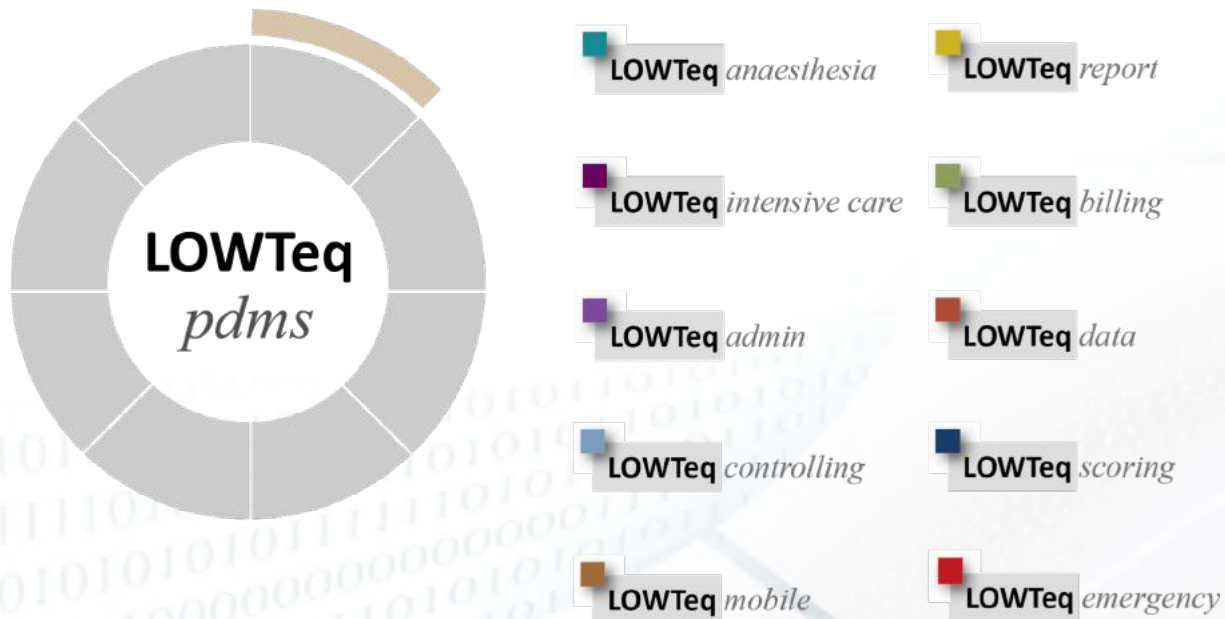 LOWTeq
pdms
LOWTeq anaesthesia
LOWTeq report
LOWTeq intensive care
LOWTeq billing
LOWTeq admin
LOWTeq data
LOWTeq controlling
LOWTeq scoring
LOWTeq mobile
LOWTeq emergency